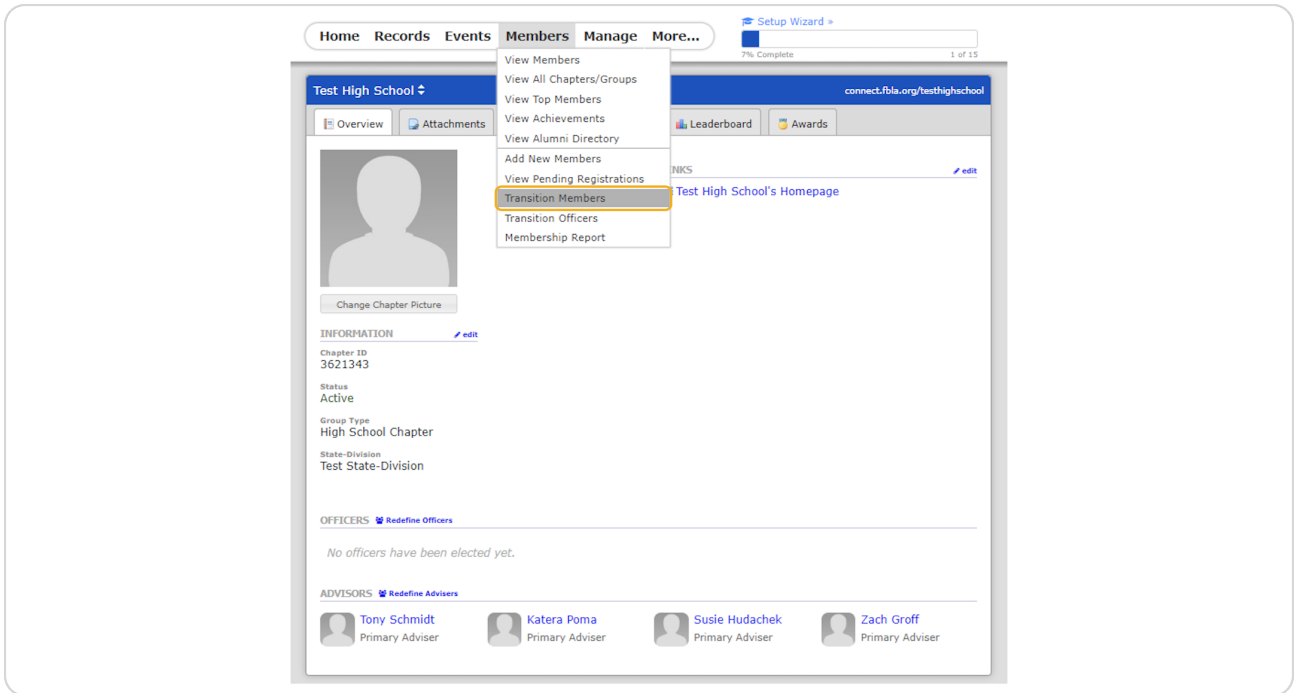 Home Records Events Members Manage More...
Setup Wizard »
7% Complete 1 of 15
View Members
View All Chapters/Groups
View Top Members
View Achievements
View Alumni Directory
Add New Members
View Pending Registrations
Transition Members
Transition Officers
Membership Report
Test High School connect.fbla.org/testhighschool
Overview Attachments Leaderboard Awards
NKS edit
Test High School's Homepage
Change Chapter Picture
INFORMATION edit
Chapter ID
3621343
Status
Active
Group Type
High School Chapter
State-Division
Test State-Division
OFFICERS Redefine Officers
No officers have been elected yet.
ADVISORS Redefine Advisers
Tony Schmidt Katera Poma Susie Hudachek Zach Groff
Primary Adviser Primary Adviser Primary Adviser Primary Adviser